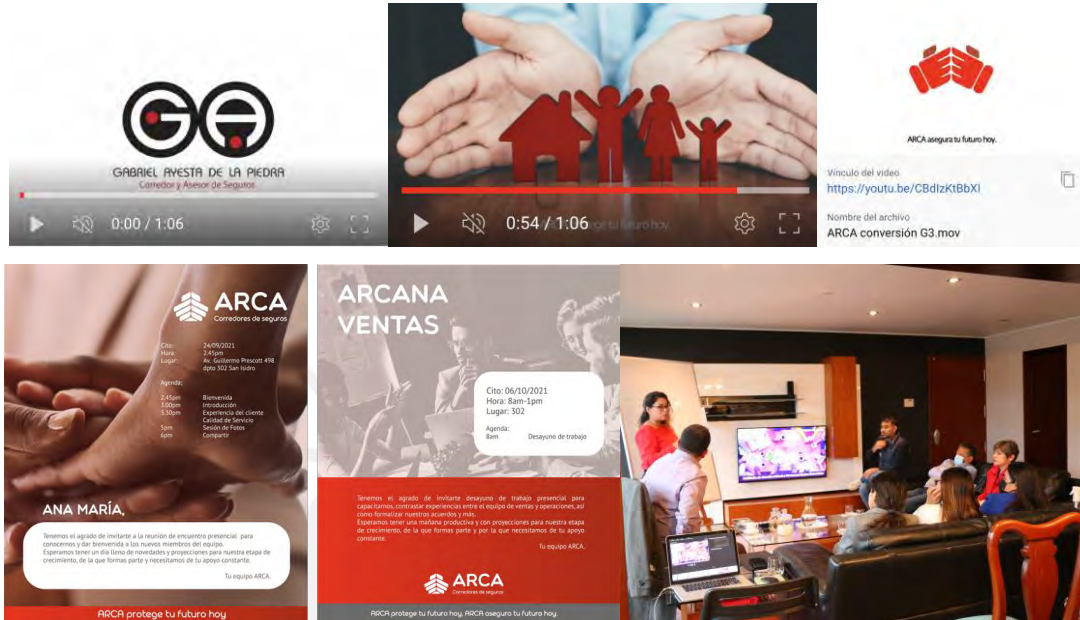 GA
GABRIEL AYESTA DE LA PIEDRA
Corredor y Asesor de Seguros
0:00 / 1:06
0:54 / 1:06
ARCA asegura tu futuro hoy.
Vínculo del video
https://youtu.be/CBdIzKtBbXI
Nombre del archivo
ARCA conversión G3.mov
ARCA
Corredores de seguros
Cito: 24/09/2021
Hora: 2.45pm
Lugar: Av. Guillermo Prescott 498
dpto 302 San Isidro
Agenda:
2.45pm Bienvenida
3.00pm Introducción
3.30pm Experiencia del cliente
Calidad de Servicio
5pm Sesión de Fotos
6pm Compartir
ANA MARÍA,
Tenemos el agrado de invitarte a la reunión de encuentro presencial para
conocernos y dar bienvenida a los nuevos miembros del equipo.
Esperamos tener un día lleno de novedades y proyecciones para nuestra etapa de
crecimiento, de la que formas parte y necesitamos de tu apoyo constante.
Tu equipo ARCA.
ARCA protege tu futuro hoy
ARCANA
VENTAS
Cito: 06/10/2021
Hora: 8am-1pm
Lugar: 302
Agenda:
8am Desayuno de trabajo
Tenemos el agrado de invitarte desayuno de trabajo presencial para
capacitarnos, contrastar experiencias entre el equipo de ventas y operaciones, así
como formalizar nuestros acuerdos y más.
Esperamos tener una mañana productiva y con proyecciones para nuestra etapa
de crecimiento, de la que formas parte y por la que necesitamos de tu apoyo
constante.
Tu equipo ARCA.
ARCA
Corredores de seguros
ARCA protege tu futuro hoy. ARCA asegura tu futuro hoy.